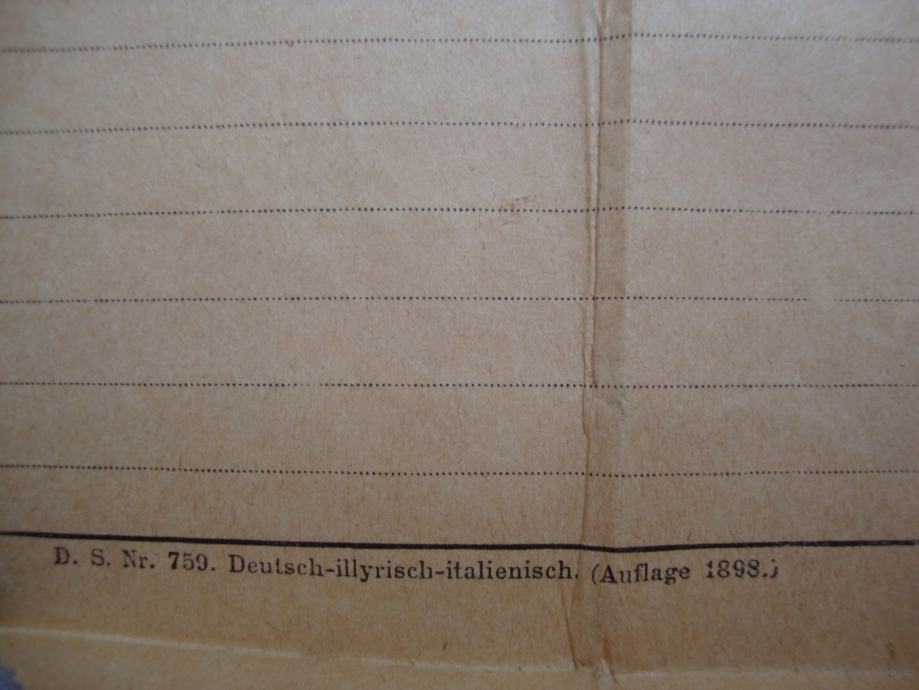 D. S. Nr. 759. Deutsch-illyrisch-italienisch. (Auflage 1898.)